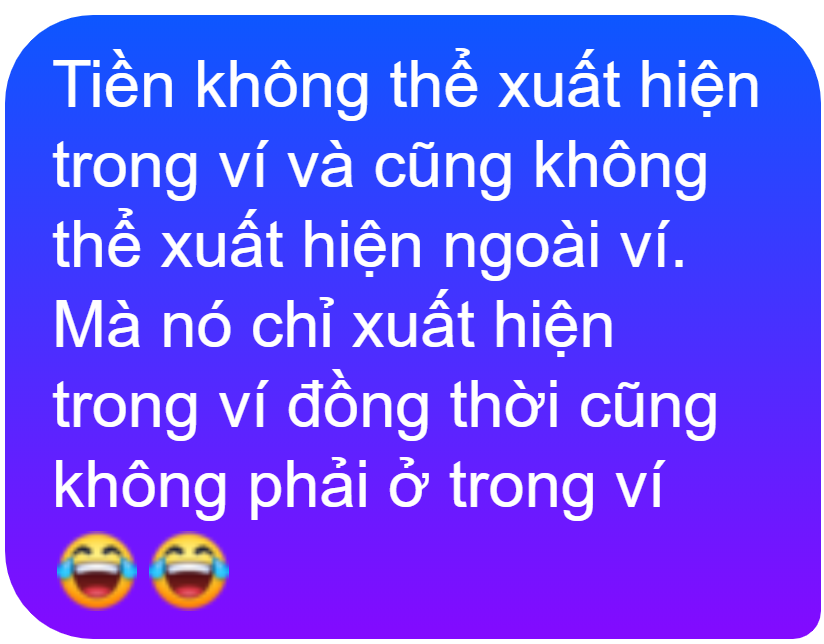 Tiền không thể xuất hiện
trong ví và cũng không
thể xuất hiện ngoài ví.
Mà nó chỉ xuất hiện
trong ví đồng thời cũng
không phải ở trong ví
😂😂